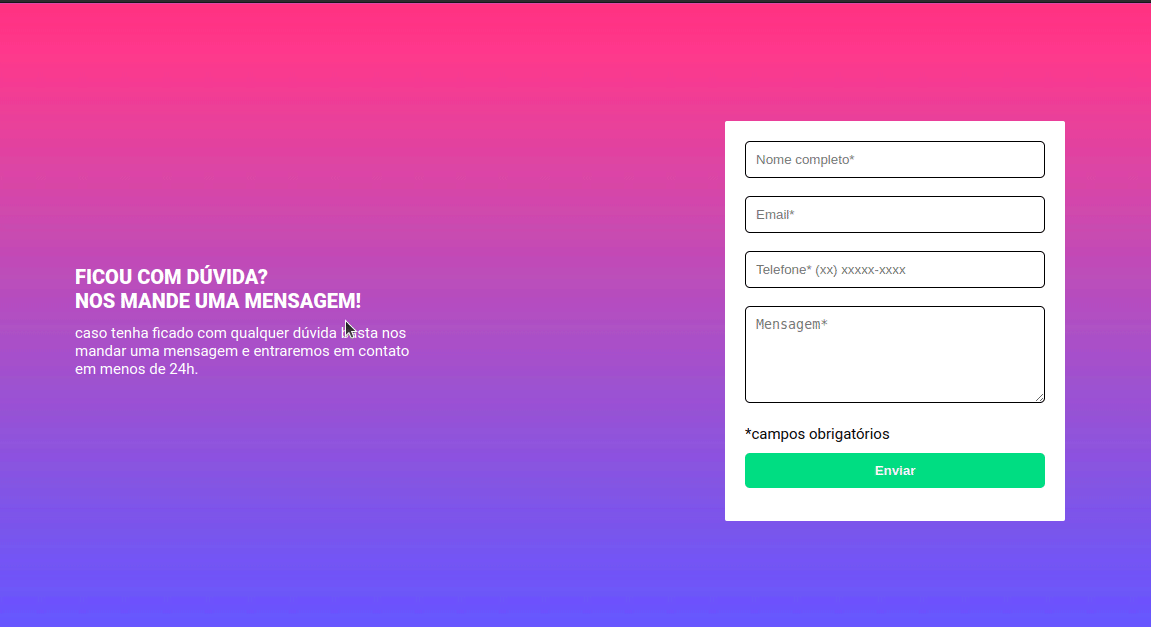 FICOU COM DÚVIDA?
NOS MANDE UMA MENSAGEM!
caso tenha ficado com qualquer dúvida basta nos
mandar uma mensagem e entraremos em contato
em menos de 24h.
Nome completo*
Email*
Telefone* (xx) xxxxx-xxxx
Mensagem*
*campos obrigatórios
Enviar